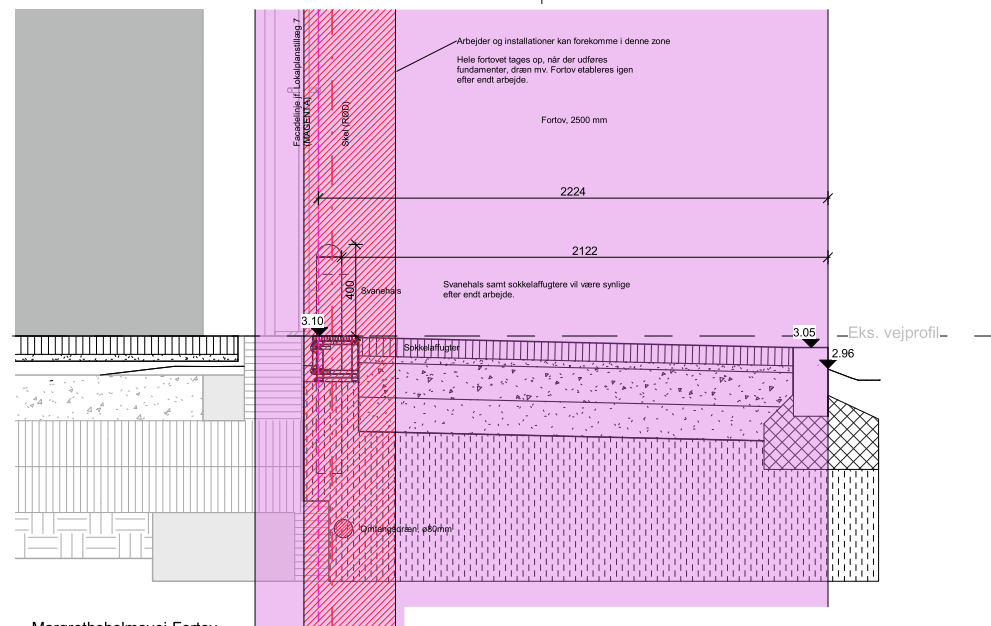 Facadelinje jf. Lokalplanstillæg 7
(MAGENTA)
Skel (RØD)
Arbejder og installationer kan forekomme i denne zone
Hele fortovet tages op, når der udføres
fundamenter, dræn mv. Fortov etableres igen
efter endt arbejde.
Fortov, 2500 mm
2224
2122
400
Svanehals
Svanehals samt sokkelaffugtere vil være synlige
efter endt arbejde.
3.10
3.05
Eks. vejprofil
Sokkelaffugter
2.96
Omfangsdræn, ø80mm